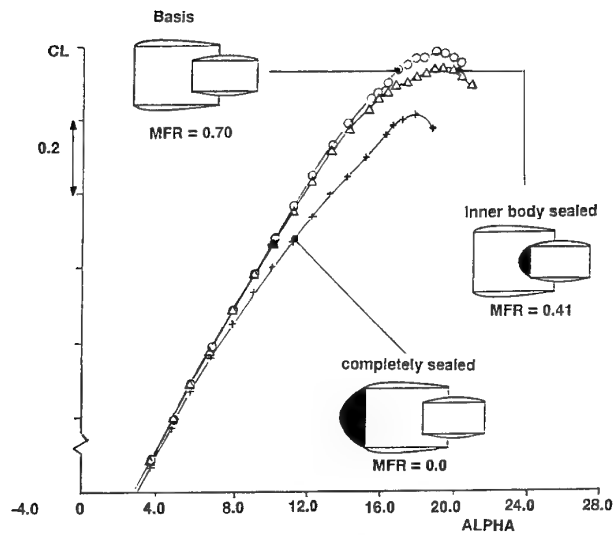 Basis
CL
MFR = 0.70
0.2
Inner body sealed
MFR = 0.41
completely sealed
MFR = 0.0
-4.0 0 4.0 8.0 12.0 16.0 20.0 24.0 28.0
ALPHA